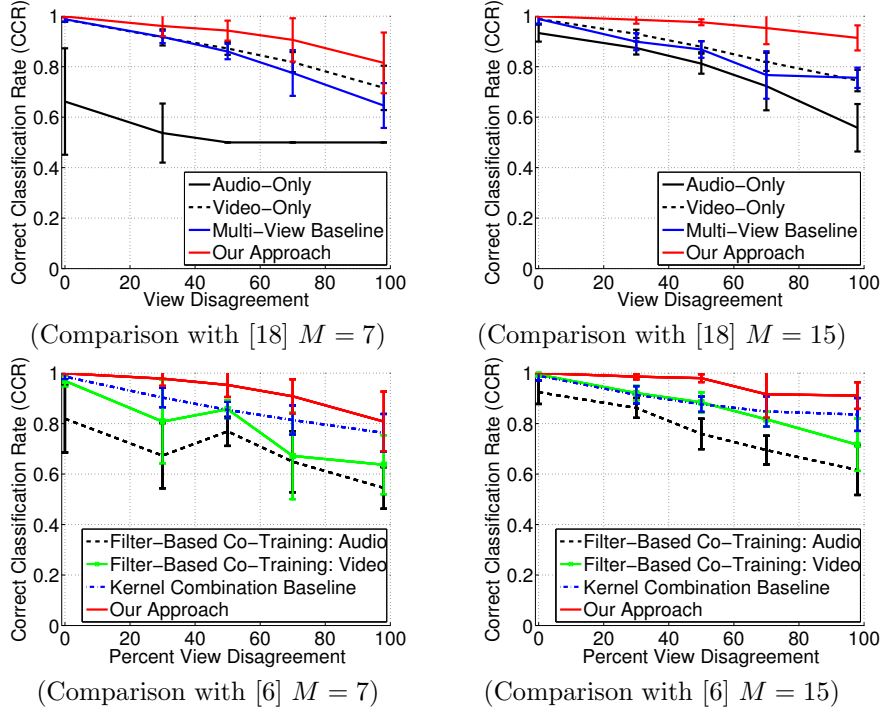 Correct Classification Rate (CCR)
1
0.8
0.6
0.4
0.2
0
0 20 40 60 80 100
View Disagreement
Audio−Only
Video−Only
Multi−View Baseline
Our Approach
(Comparison with [18] M = 7)
Correct Classification Rate (CCR)
1
0.8
0.6
0.4
0.2
0
0 20 40 60 80 100
View Disagreement
Audio−Only
Video−Only
Multi−View Baseline
Our Approach
(Comparison with [18] M = 15)
Correct Classification Rate (CCR)
1
0.8
0.6
0.4
0.2
0
0 20 40 60 80 100
Percent View Disagreement
Filter−Based Co−Training: Audio
Filter−Based Co−Training: Video
Kernel Combination Baseline
Our Approach
(Comparison with [6] M = 7)
Correct Classification Rate (CCR)
1
0.8
0.6
0.4
0.2
0
0 20 40 60 80 100
Percent View Disagreement
Filter−Based Co−Training: Audio
Filter−Based Co−Training: Video
Kernel Combination Baseline
Our Approach
(Comparison with [6] M = 15)